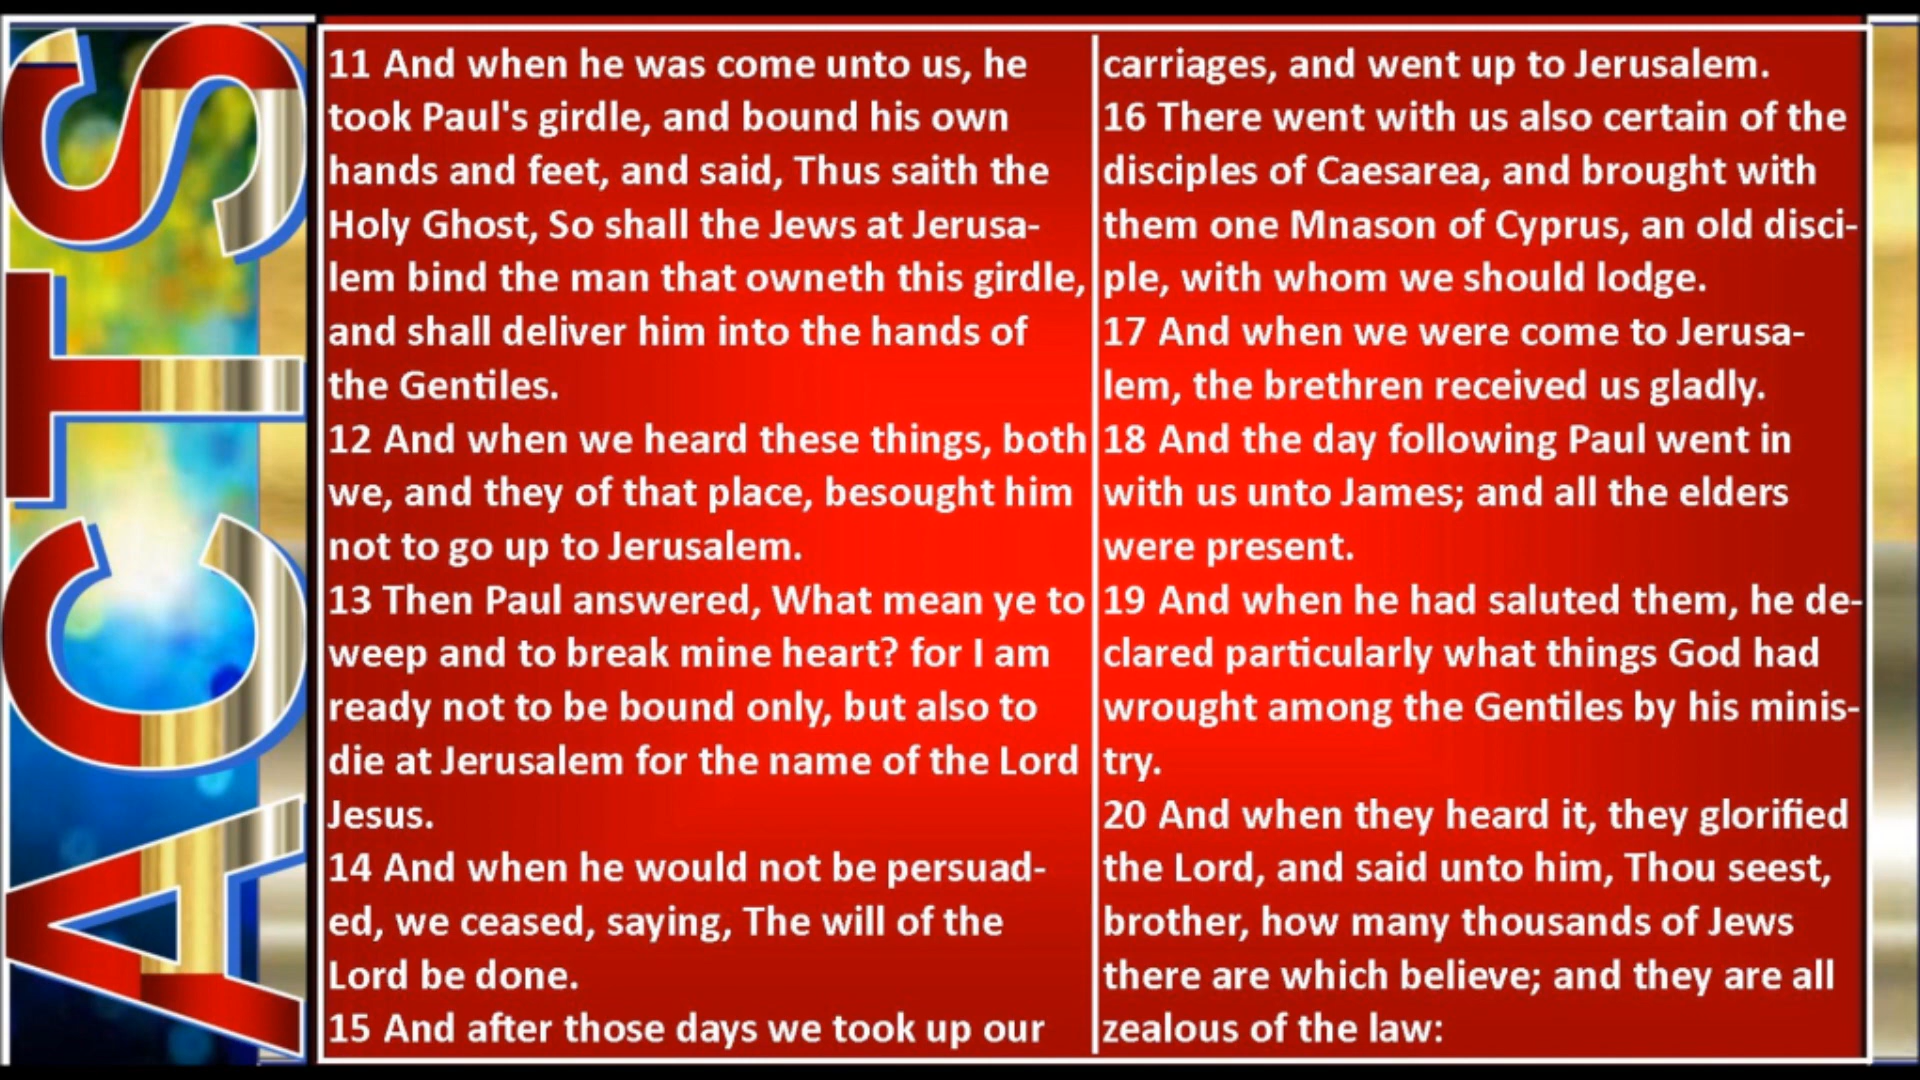 ACTS
11 And when he was come unto us, he
took Paul's girdle, and bound his own
hands and feet, and said, Thus saith the
Holy Ghost, So shall the Jews at Jerusa-
lem bind the man that owneth this girdle,
and shall deliver him into the hands of
the Gentiles.
12 And when we heard these things, both
we, and they of that place, besought him
not to go up to Jerusalem.
13 Then Paul answered, What mean ye to
weep and to break mine heart? for I am
ready not to be bound only, but also to
die at Jerusalem for the name of the Lord
Jesus.
14 And when he would not be persuad-
ed, we ceased, saying, The will of the
Lord be done.
15 And after those days we took up our
carriages, and went up to Jerusalem.
16 There went with us also certain of the
disciples of Caesarea, and brought with
them one Mnason of Cyprus, an old disci-
ple, with whom we should lodge.
17 And when we were come to Jerusa-
lem, the brethren received us gladly.
18 And the day following Paul went in
with us unto James; and all the elders
were present.
19 And when he had saluted them, he de-
clared particularly what things God had
wrought among the Gentiles by his minis-
try.
20 And when they heard it, they glorified
the Lord, and said unto him, Thou seest,
brother, how many thousands of Jews
there are which believe; and they are all
zealous of the law: